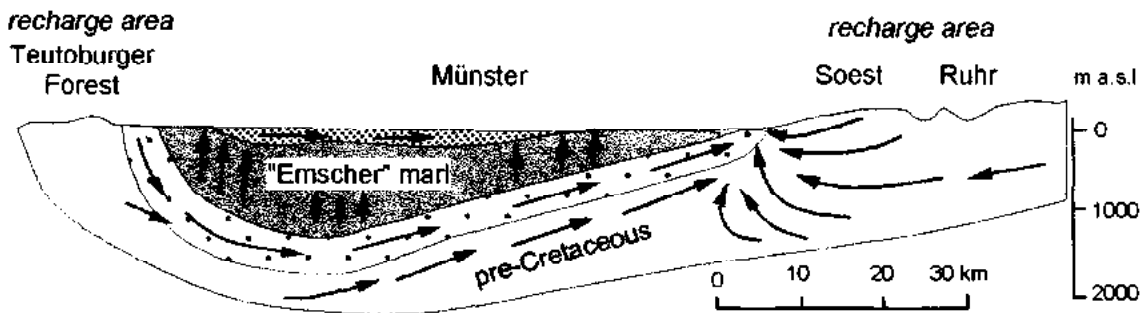 recharge area
Teutoburger
Forest
Münster
recharge area
Soest Ruhr
m a.s.l
0
1000
2000
"Emscher" marl
pre-Cretaceous
0 10 20 30 km